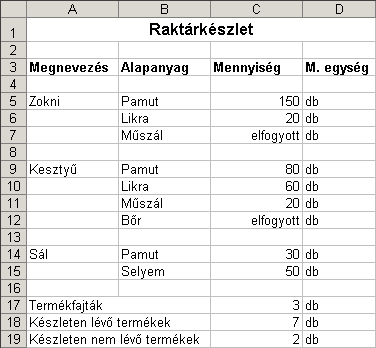 A B C D
1 Raktárkészlet
2
3 Megnevezés Alapanyag Mennyiség M. egység
4
5 Zokni Pamut 150 db
6 Likra 20 db
7 Műszál elfogyott db
8
9 Kesztyű Pamut 80 db
10 Likra 60 db
11 Műszál 20 db
12 Bőr elfogyott db
13
14 Sál Pamut 30 db
15 Selyem 50 db
16
17 Termékfajták 3 db
18 Készleten lévő termékek 7 db
19 Készleten nem lévő termékek 2 db